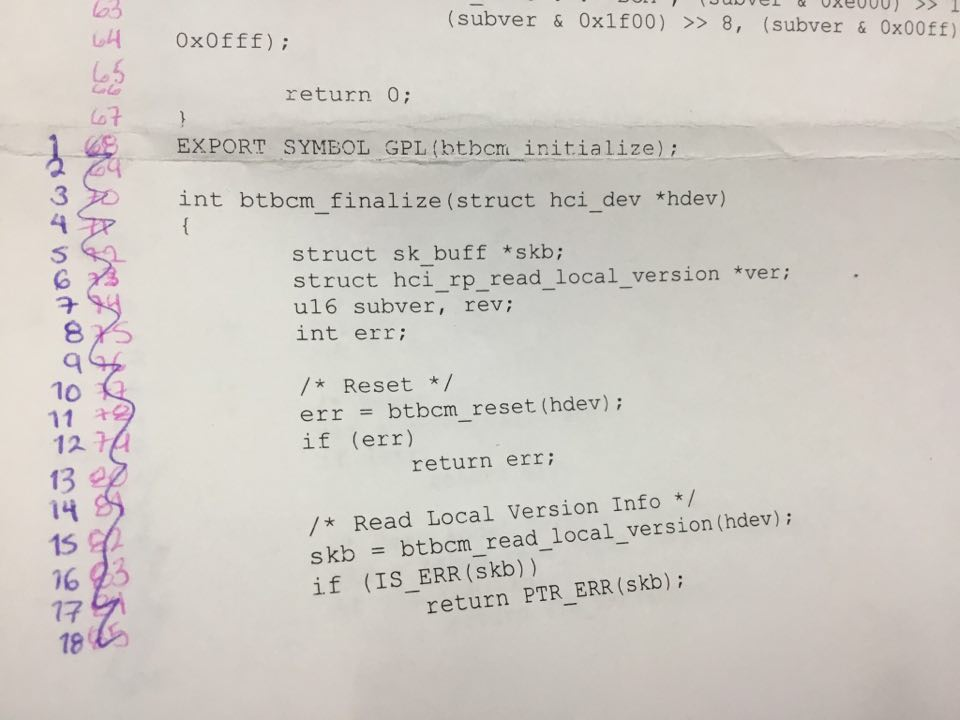 63 (subver & 0xe000) >> 1
64 (subver & 0x1f00) >> 8, (subver & 0x00ff)
0x0fff);
65
66 return 0;
67 }
1 68 EXPORT_SYMBOL_GPL(btbcm_initialize);
2 69
3 70 int btbcm_finalize(struct hci_dev *hdev)
4 71 {
5 72 struct sk_buff *skb;
6 73 struct hci_rp_read_local_version *ver;
7 74 u16 subver, rev;
8 75 int err;
9 76
10 77 /* Reset */
11 78 err = btbcm_reset(hdev);
12 79 if (err)
13 80 return err;
14 81
15 82 /* Read Local Version Info */
16 83 skb = btbcm_read_local_version(hdev);
17 84 if (IS_ERR(skb))
18 85 return PTR_ERR(skb);